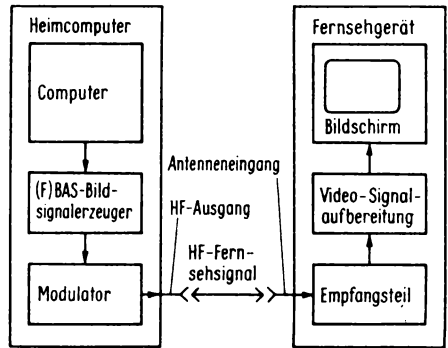 Heimcomputer
Computer
(F)BAS-Bild-
signalerzeuger
Modulator
Antenneneingang
HF-Ausgang
HF-Fern-
sehsignal
Fernsehgerät
Bildschirm
Video-Signal-
aufbereitung
Empfangsteil